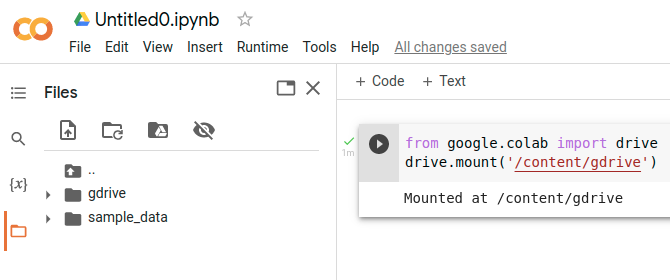 Untitled0.ipynb
File Edit View Insert Runtime Tools Help All changes saved
Files
+ Code + Text
..
gdrive
sample_data
{x}
1m
from google.colab import drive
drive.mount('/content/gdrive')
Mounted at /content/gdrive